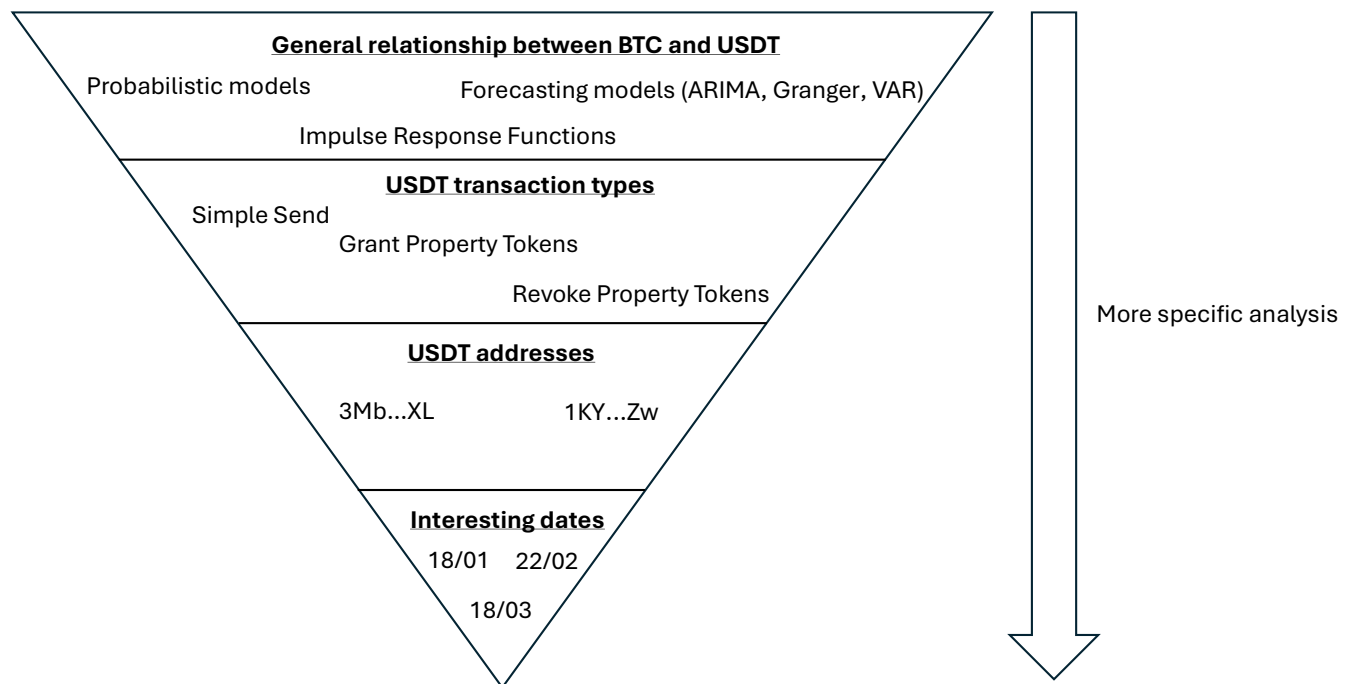 General relationship between BTC and USDT
Probabilistic models
Forecasting models (ARIMA, Granger, VAR)
Impulse Response Functions
USDT transaction types
Simple Send
Grant Property Tokens
Revoke Property Tokens
More specific analysis
USDT addresses
3Mb...XL
1KY...Zw
Interesting dates
18/01
22/02
18/03